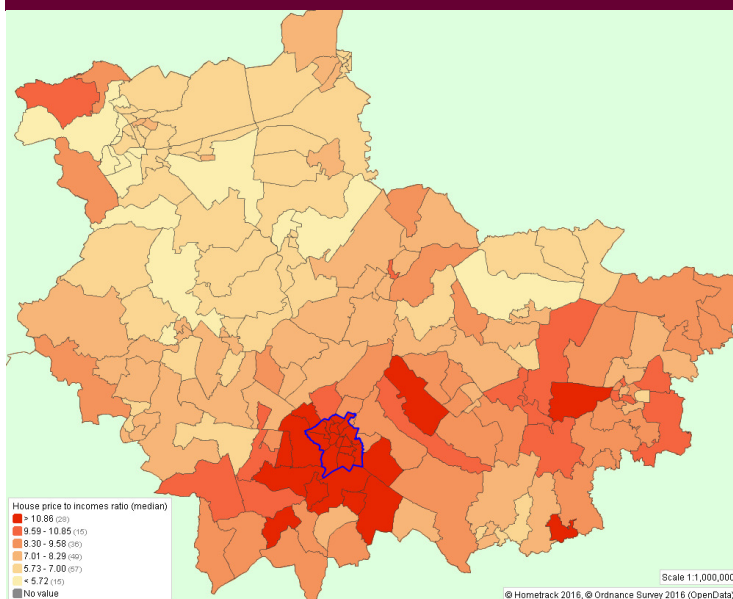 House price to incomes ratio (median)
> 10.86 (28)
9.59 - 10.85 (15)
8.30 - 9.58 (36)
7.01 - 8.29 (49)
5.73 - 7.00 (57)
< 5.72 (15)
No value
Scale 1:1,000,000
© Hometrack 2016, © Ordnance Survey 2016 (OpenData)